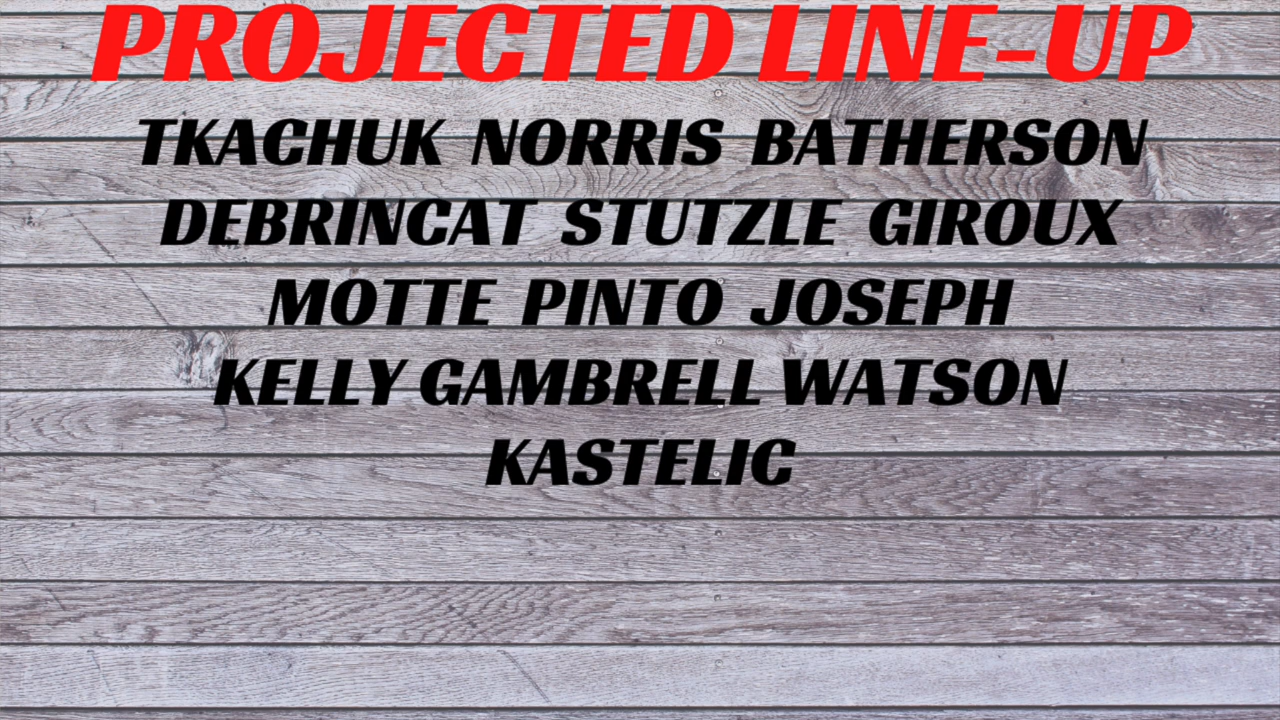 PROJECTED LINE-UP
TKACHUK NORRIS BATHERSON
DEBRINCAT STUTZLE GIROUX
MOTTE PINTO JOSEPH
KELLY GAMBRELL WATSON
KASTELIC